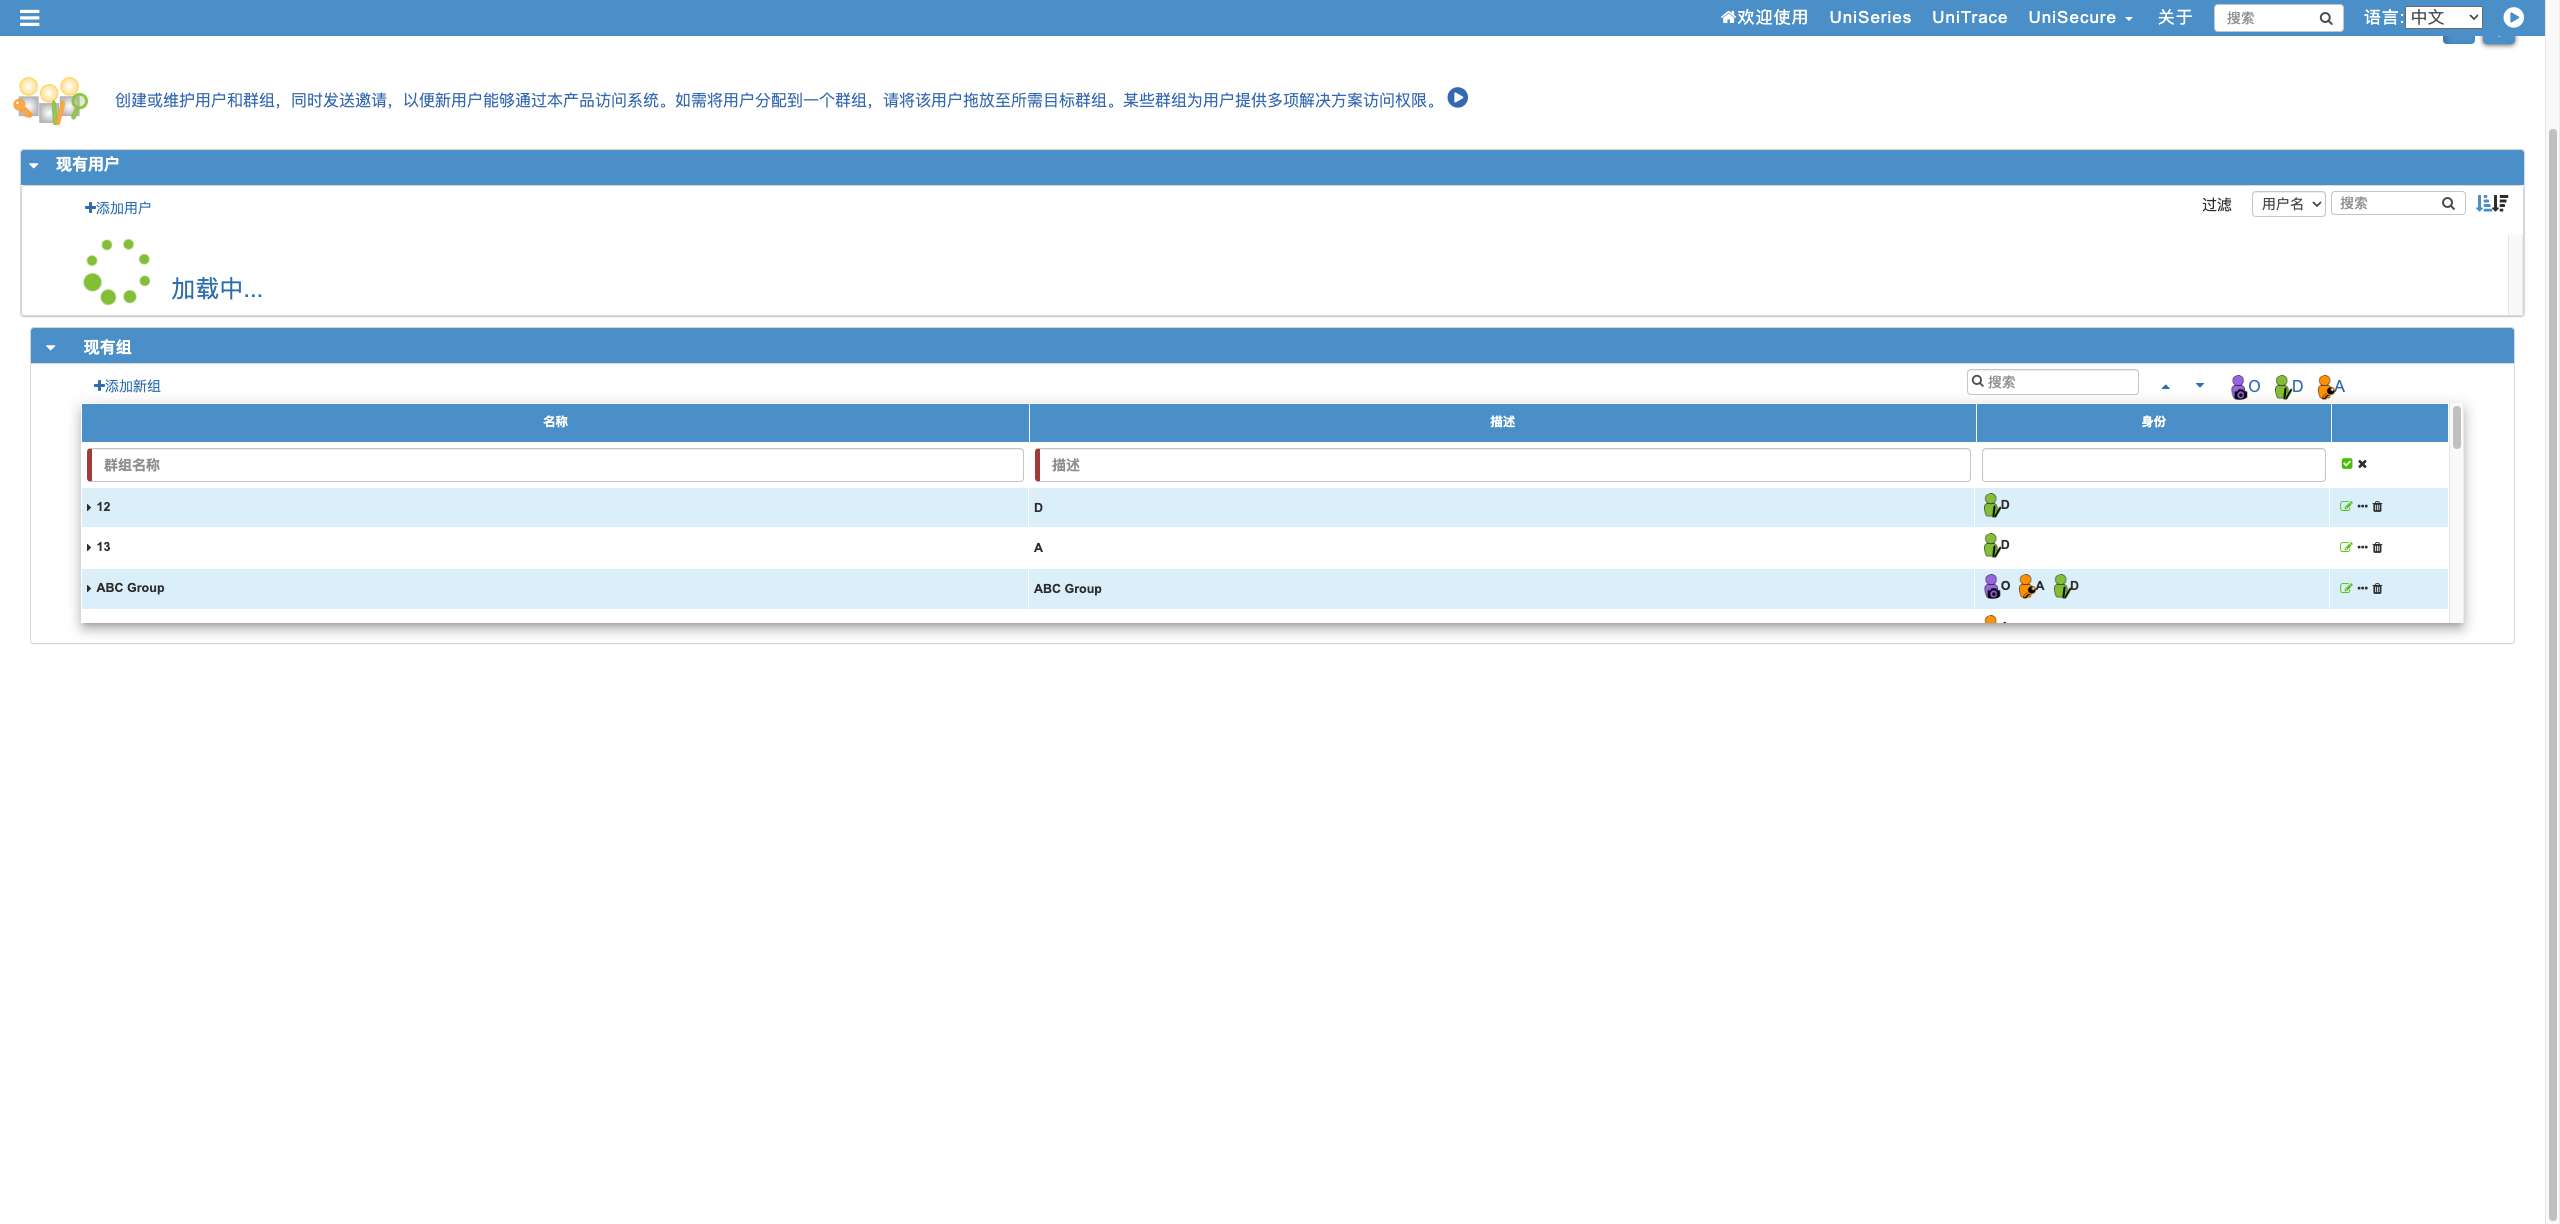 欢迎使用 UniSeries UniTrace UniSecure 关于 搜索 语言: 中文
创建或维护用户和群组，同时发送邀请，以便新用户能够通过本产品访问系统。如需将用户分配到一个群组，请将该用户拖放至所需目标群组。某些群组为用户提供多项解决方案访问权限。
现有用户
添加用户 过滤 用户名 搜索
加载中...
现有组
添加新组 搜索 O D A
名称 描述 身份
群组名称 描述
12 D D
13 A D
ABC Group ABC Group O A D